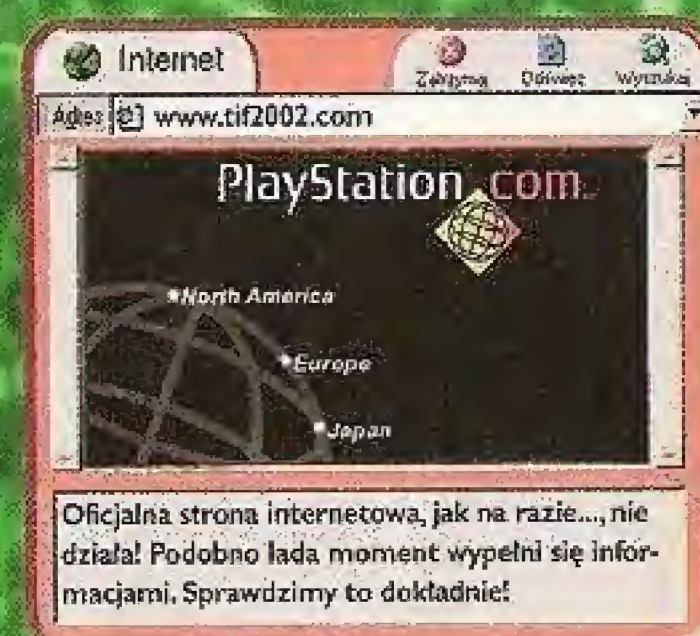 Internet
Zatrzymaj Odśwież Wyszukaj
Adres www.tif2002.com
PlayStation.com
North America
Europe
Japan
Oficjalna strona internetowa, jak na razie..., nie
działa! Podobno lada moment wypełni się infor-
macjami. Sprawdzimy to dokładnie!